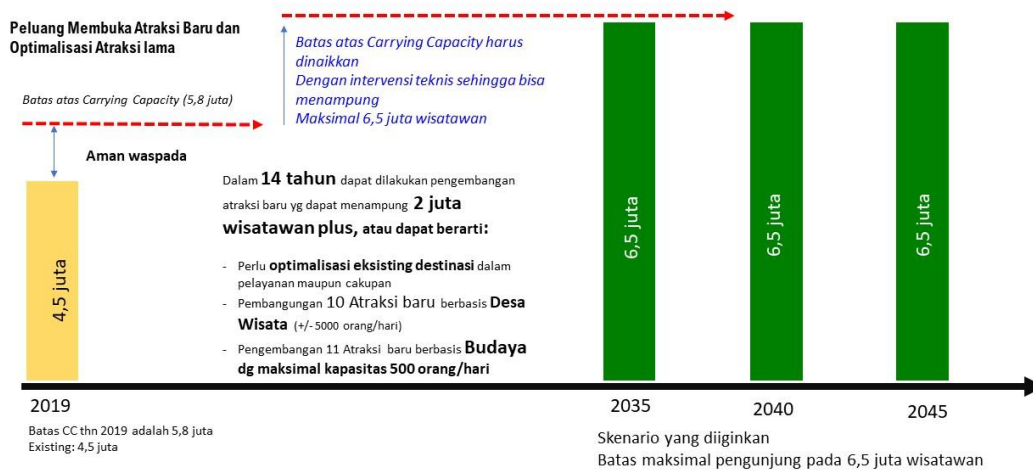 Peluang Membuka Atraksi Baru dan
Optimalisasi Atraksi lama
Batas atas Carrying Capacity (5,8 juta)
Batas atas Carrying Capacity harus
dinaikkan
Dengan intervensi teknis sehingga bisa
menampung
Maksimal 6,5 juta wisatawan
Aman waspada
4,5 juta
Dalam 14 tahun dapat dilakukan pengembangan
atraksi baru yg dapat menampung 2 juta
wisatawan plus, atau dapat berarti:
- Perlu optimalisasi eksisting destinasi dalam
pelayanan maupun cakupan
- Pembangungan 10 Atraksi baru berbasis Desa
Wisata (+/- 5000 orang/hari)
- Pengembangan 11 Atraksi baru berbasis Budaya
dg maksimal kapasitas 500 orang/hari
6,5 juta
6,5 juta
6,5 juta
2019
2035
2040
2045
Batas CC thn 2019 adalah 5,8 juta
Existing: 4,5 juta
Skenario yang diiginkan
Batas maksimal pengunjung pada 6,5 juta wisatawan